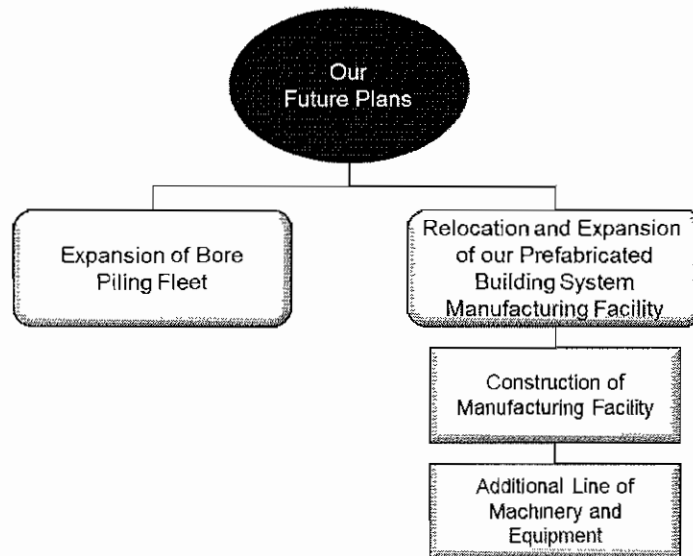 Our
Future Plans
Expansion of Bore
Piling Fleet
Relocation and Expansion
of our Prefabricated
Building System
Manufacturing Facility
Construction of
Manufacturing Facility
Additional Line of
Machinery and
Equipment